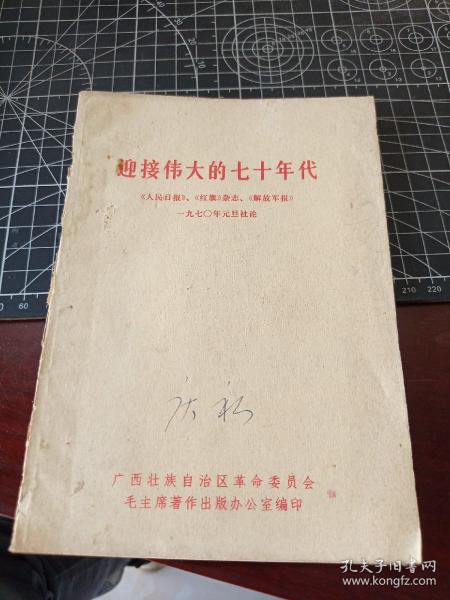 迎接伟大的七十年代
《人民日报》、《红旗》杂志、《解放军报》
一九七〇年元旦社论
广西壮族自治区革命委员会
毛主席著作出版办公室编印
孔夫子旧书网
www.kongfz.com